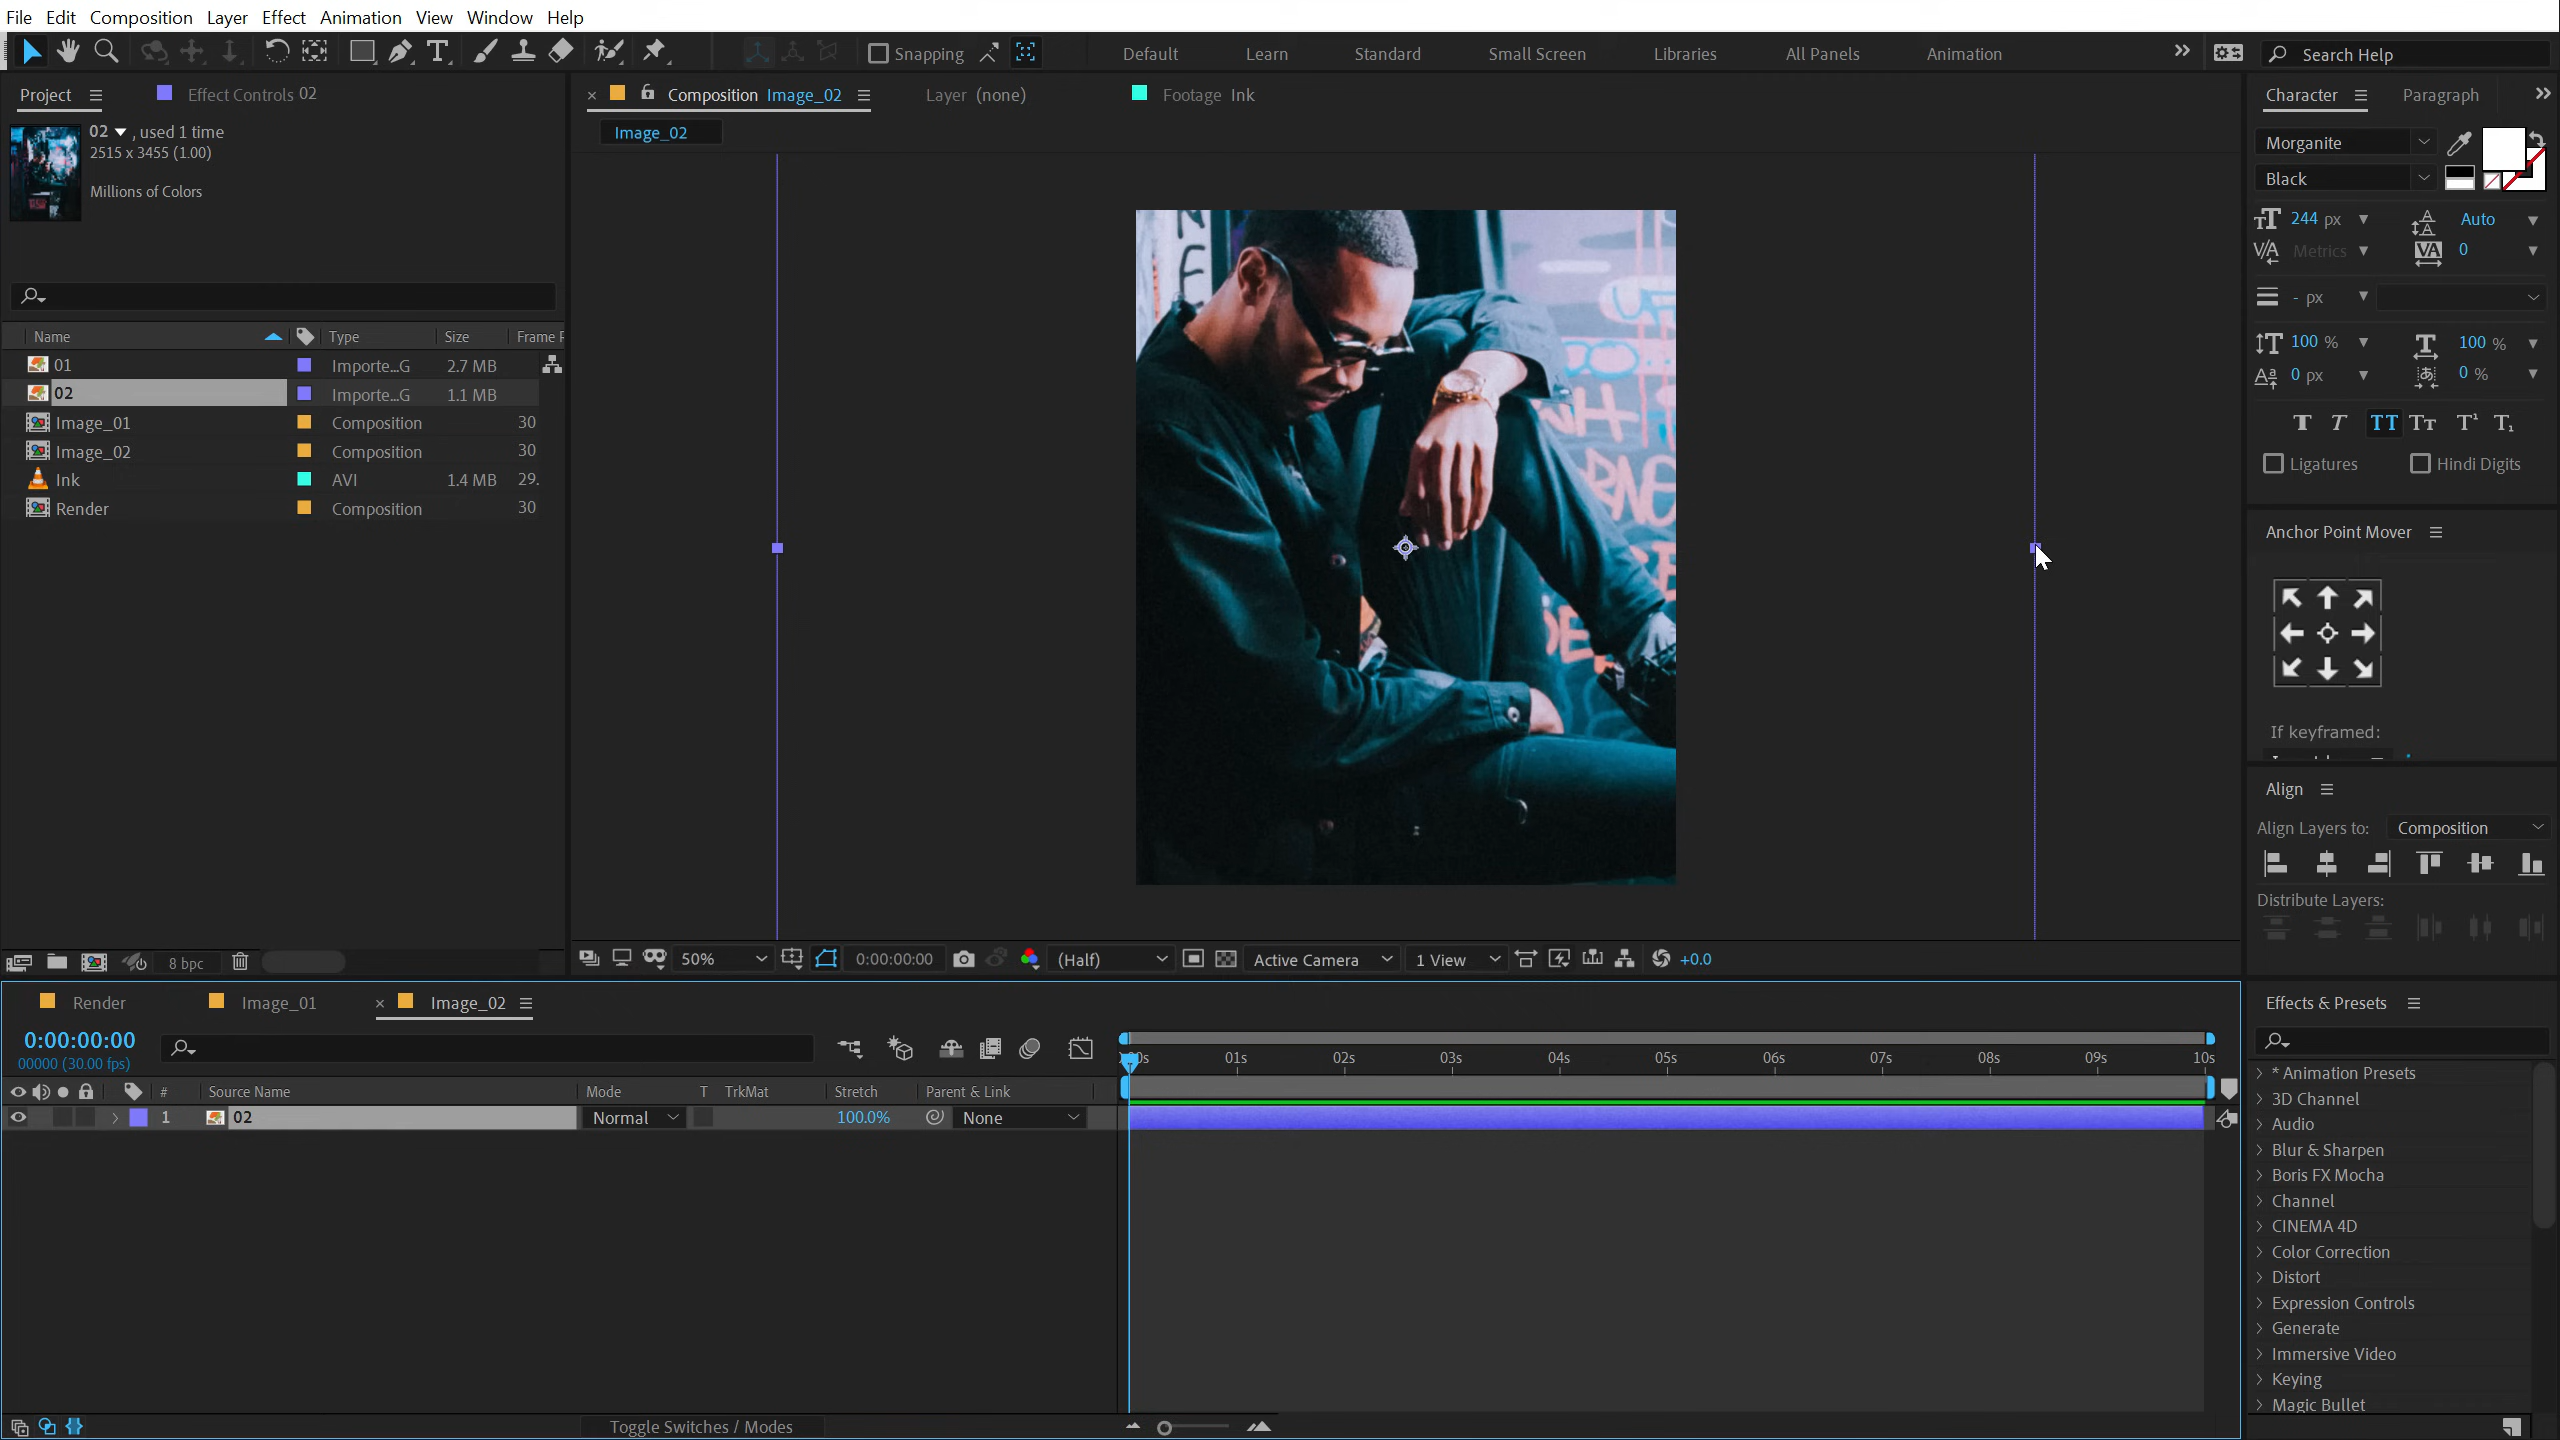 File Edit Composition Layer Effect Animation View Window Help
Snapping Default Learn Standard Small Screen Libraries All Panels Animation Search Help
Project Effect Controls 02
02 , used 1 time
2515 x 3455 (1.00)
Millions of Colors
Name Type Size Frame
01 Importe...G 2.7 MB
02 Importe...G 1.1 MB
Image_01 Composition 30
Image_02 Composition 30
Ink AVI 1.4 MB 29.
Render Composition 30
8 bpc
× Composition Image_02 Layer (none) Footage Ink
Image_02
50% 0:00:00:00 (Half) Active Camera 1 View +0.0
Character Paragraph
Morganite
Black
244 px Auto
Metrics 0
- px
100 % 100 %
0 px 0 %
T T TT Tт T¹ T₁
Ligatures Hindi Digits
Anchor Point Mover
If keyframed:
Align
Align Layers to: Composition
Distribute Layers:
Render Image_01 × Image_02
0:00:00:00
00000 (30.00 fps)
# Source Name Mode T TrkMat Stretch Parent & Link
1 02 Normal 100.0% None
01s 02s 03s 04s 05s 06s 07s 08s 09s 10s
Toggle Switches / Modes
Effects & Presets
* Animation Presets
3D Channel
Audio
Blur & Sharpen
Boris FX Mocha
Channel
CINEMA 4D
Color Correction
Distort
Expression Controls
Generate
Immersive Video
Keying
Magic Bullet